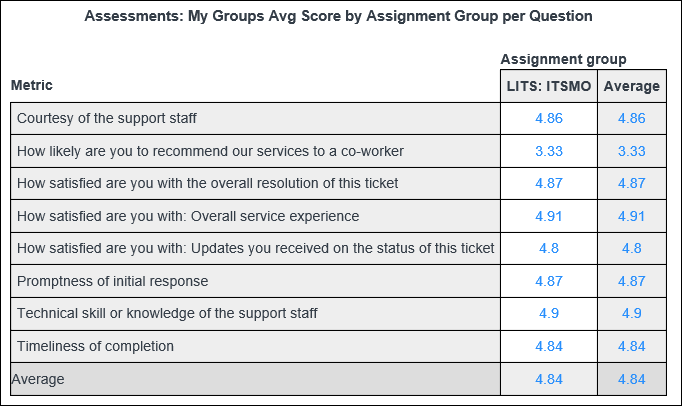 Assessments: My Groups Avg Score by Assignment Group per Question
Assignment group
Metric LITS: ITSMO Average
Courtesy of the support staff 4.86 4.86
How likely are you to recommend our services to a co-worker 3.33 3.33
How satisfied are you with the overall resolution of this ticket 4.87 4.87
How satisfied are you with: Overall service experience 4.91 4.91
How satisfied are you with: Updates you received on the status of this ticket 4.8 4.8
Promptness of initial response 4.87 4.87
Technical skill or knowledge of the support staff 4.9 4.9
Timeliness of completion 4.84 4.84
Average 4.84 4.84